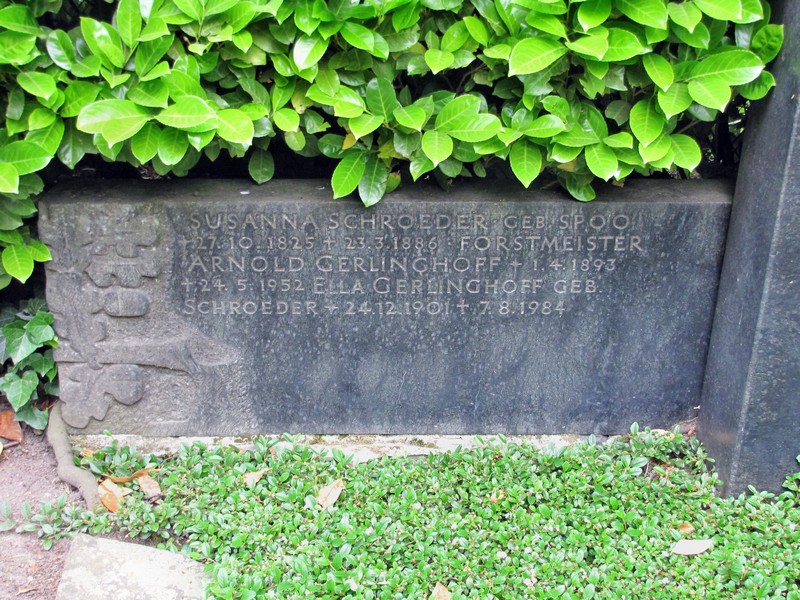 SUSANNA SCHROEDER GEB SPOO
+27.10.1825+23.3.1886 · FORSTMEISTER
ARNOLD GERLINGHOFF + 1.4.1893
+24.5.1952 ELLA GERLINGHOFF GEB.
SCHROEDER +24.12.1901+7.8.1984